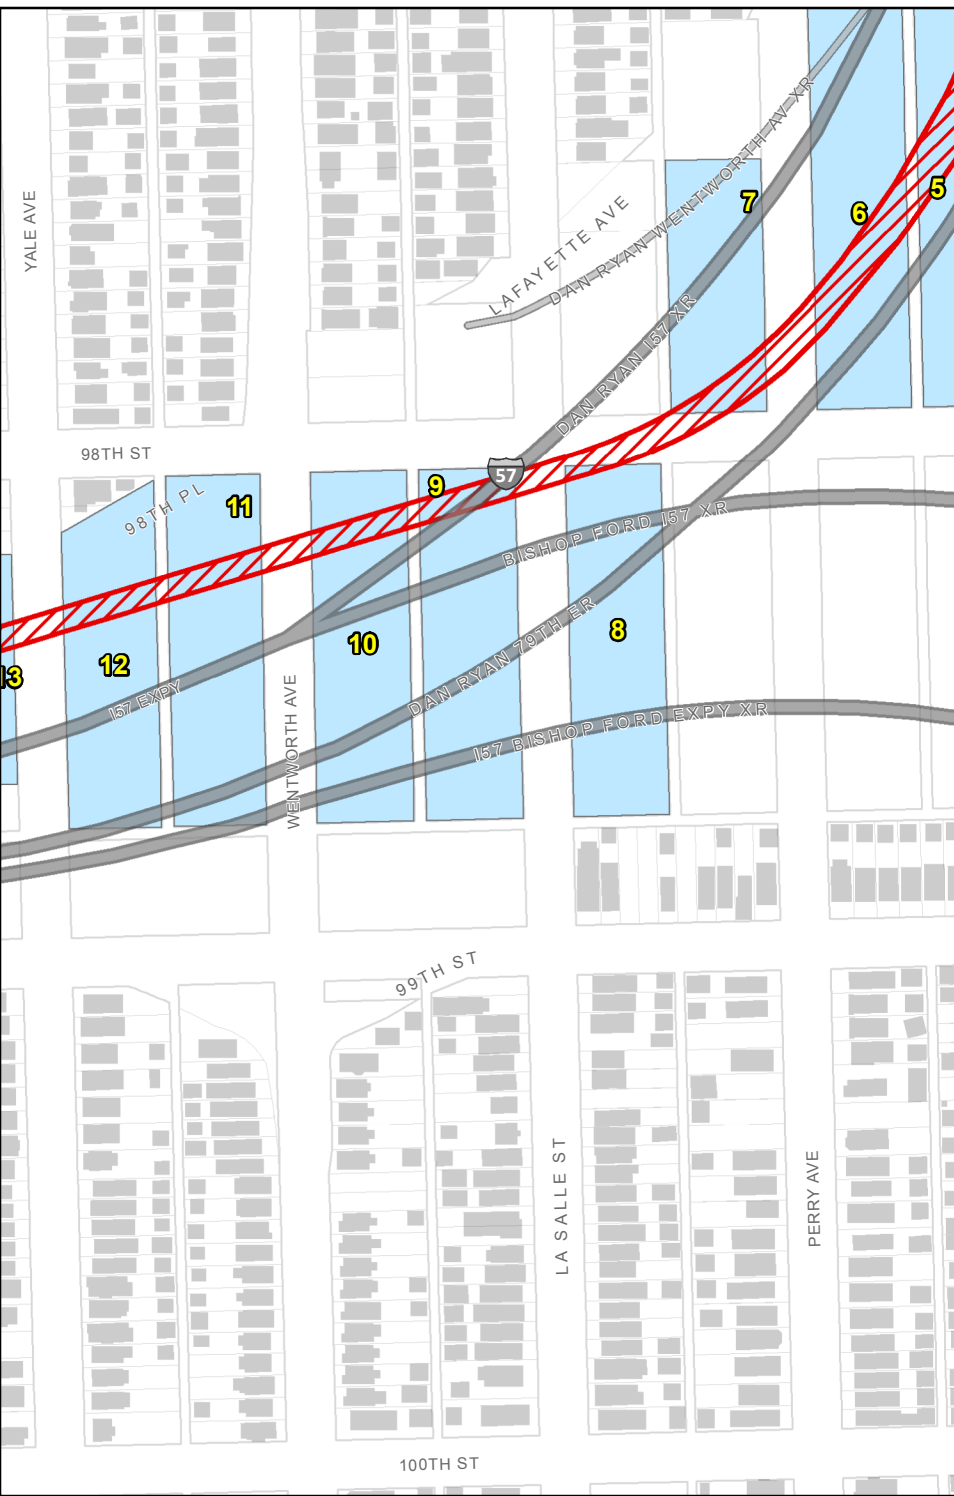 DAN RYAN WENTWORTH AV XR
5
7
6
YALE AVE
LAFAYETTE AVE
DAN RYAN I57 XR
98TH ST
57
9
11
98TH PL
BISHOP FORD I57 XR
8
10
12
13
DAN RYAN 79TH ER
I57 EXPY
WENTWORTH AVE
I57 BISHOP FORD EXPY XR
99TH ST
LA SALLE ST
PERRY AVE
100TH ST